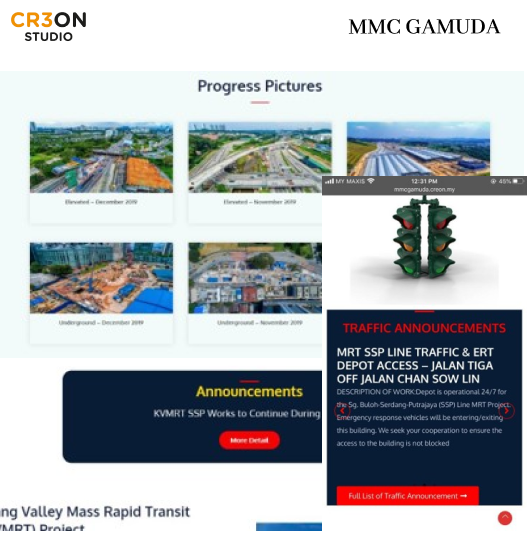 CR3ON
STUDIO
MMC GAMUDA
Progress Pictures
Elevated – December 2019
Elevated – November 2019
Underground – December 2019
Underground – November 2019
Announcements
KVMRT SSP Works to Continue During
More Detail
ang Valley Mass Rapid Transit
VMRT) Project
MY MAXIS
12:31 PM
45%
mmcgamuda.creon.my
TRAFFIC ANNOUNCEMENTS
MRT SSP LINE TRAFFIC & ERT
DEPOT ACCESS – JALAN TIGA
OFF JALAN CHAN SOW LIN
DESCRIPTION OF WORK:Depot is operational 24/7 for
the Sg. Buloh-Serdang-Putrajaya (SSP) Line MRT Project.
Emergency response vehicles will be entering/exiting
this building. We seek your cooperation to ensure the
access to the building is not blocked
Full List of Traffic Announcement